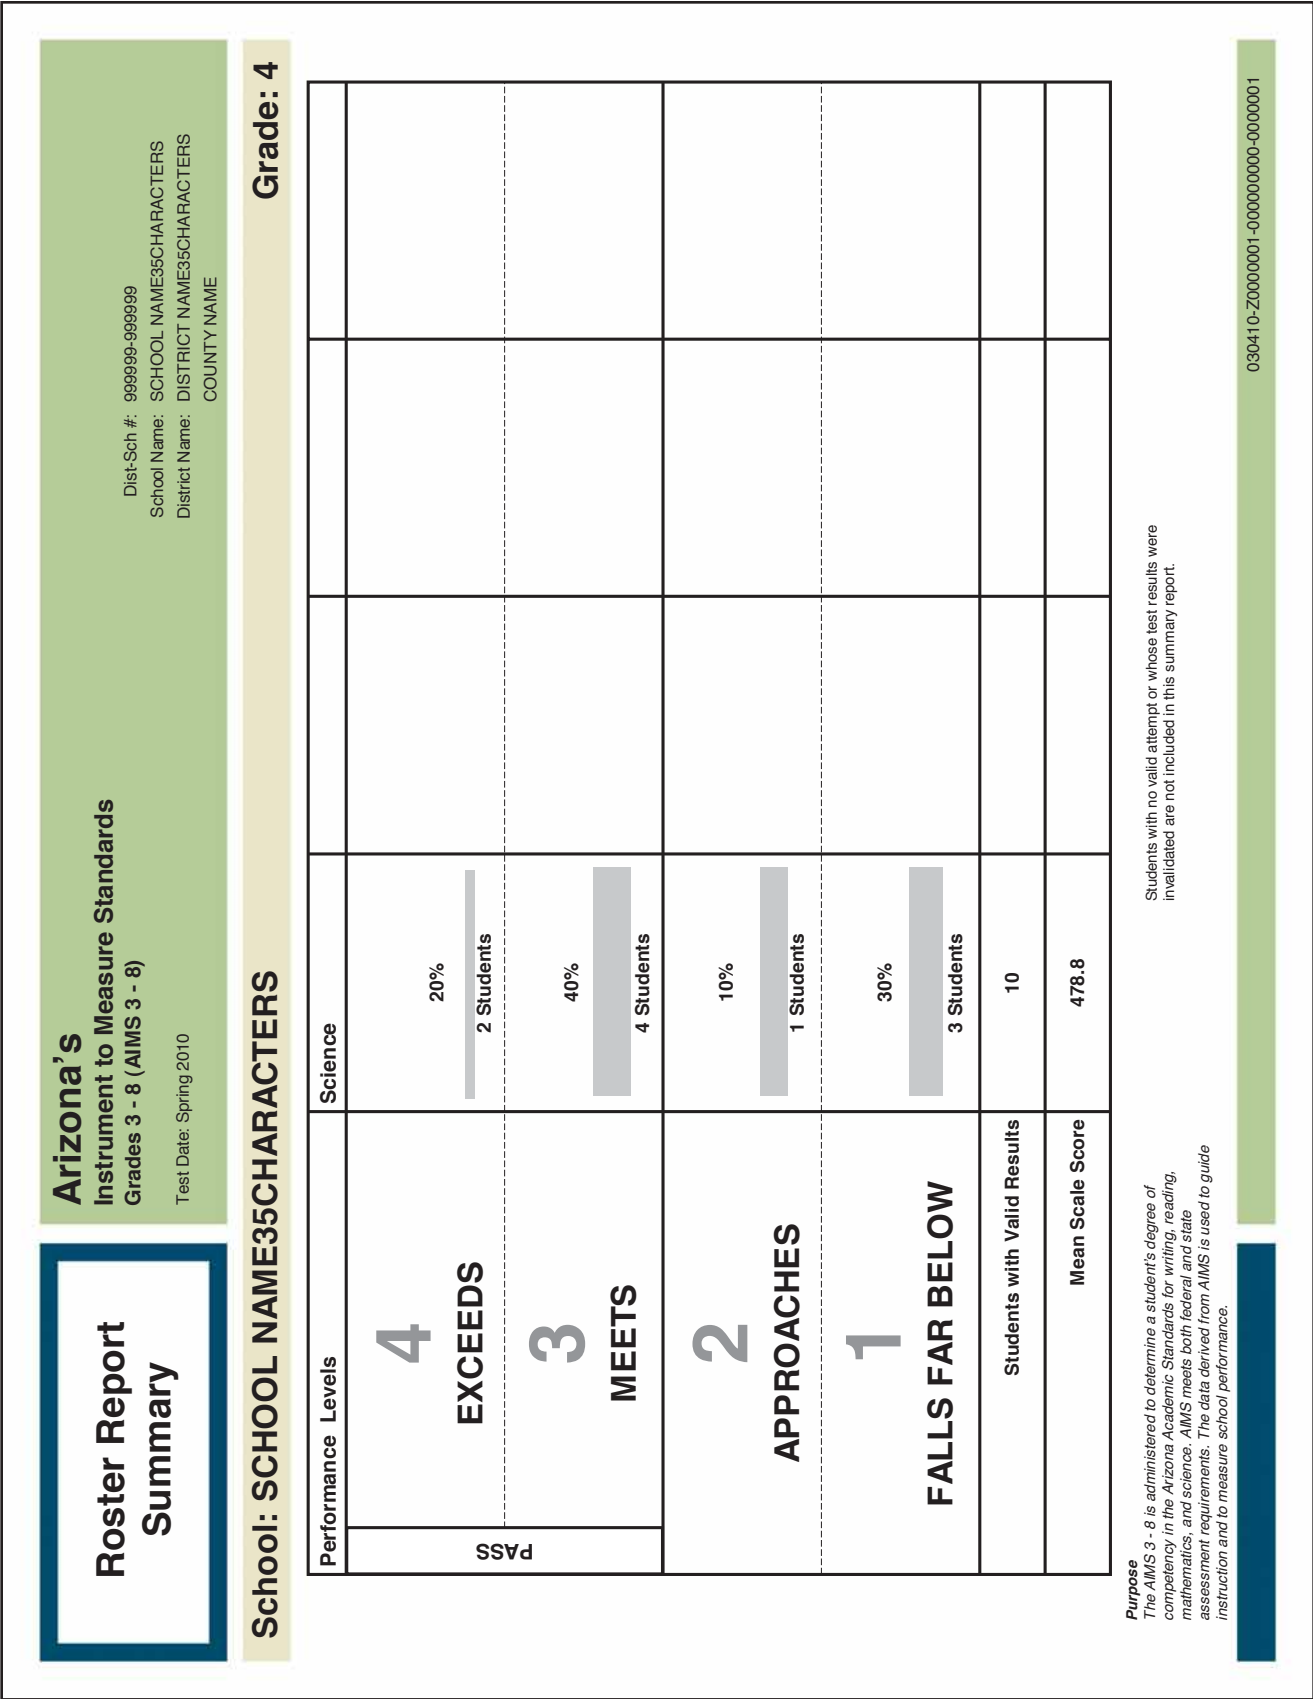 Roster Report
Summary
Arizona's
Instrument to Measure Standards
Grades 3 - 8 (AIMS 3 - 8)
Test Date: Spring 2010
Dist-Sch #: 999999-999999
School Name: SCHOOL NAME35CHARACTERS
District Name: DISTRICT NAME35CHARACTERS
COUNTY NAME
School: SCHOOL NAME35CHARACTERS Grade: 4
Performance Levels Science
PASS
4
EXCEEDS
20%
2 Students
3
MEETS
40%
4 Students
2
APPROACHES
10%
1 Students
1
FALLS FAR BELOW
30%
3 Students
Students with Valid Results 10
Mean Scale Score 478.8
Purpose
The AIMS 3 - 8 is administered to determine a student's degree of
competency in the Arizona Academic Standards for writing, reading,
mathematics, and science. AIMS meets both federal and state
assessment requirements. The data derived from AIMS is used to guide
instruction and to measure school performance.
Students with no valid attempt or whose test results were
invalidated are not included in this summary report.
030410-Z0000001-000000000-0000001